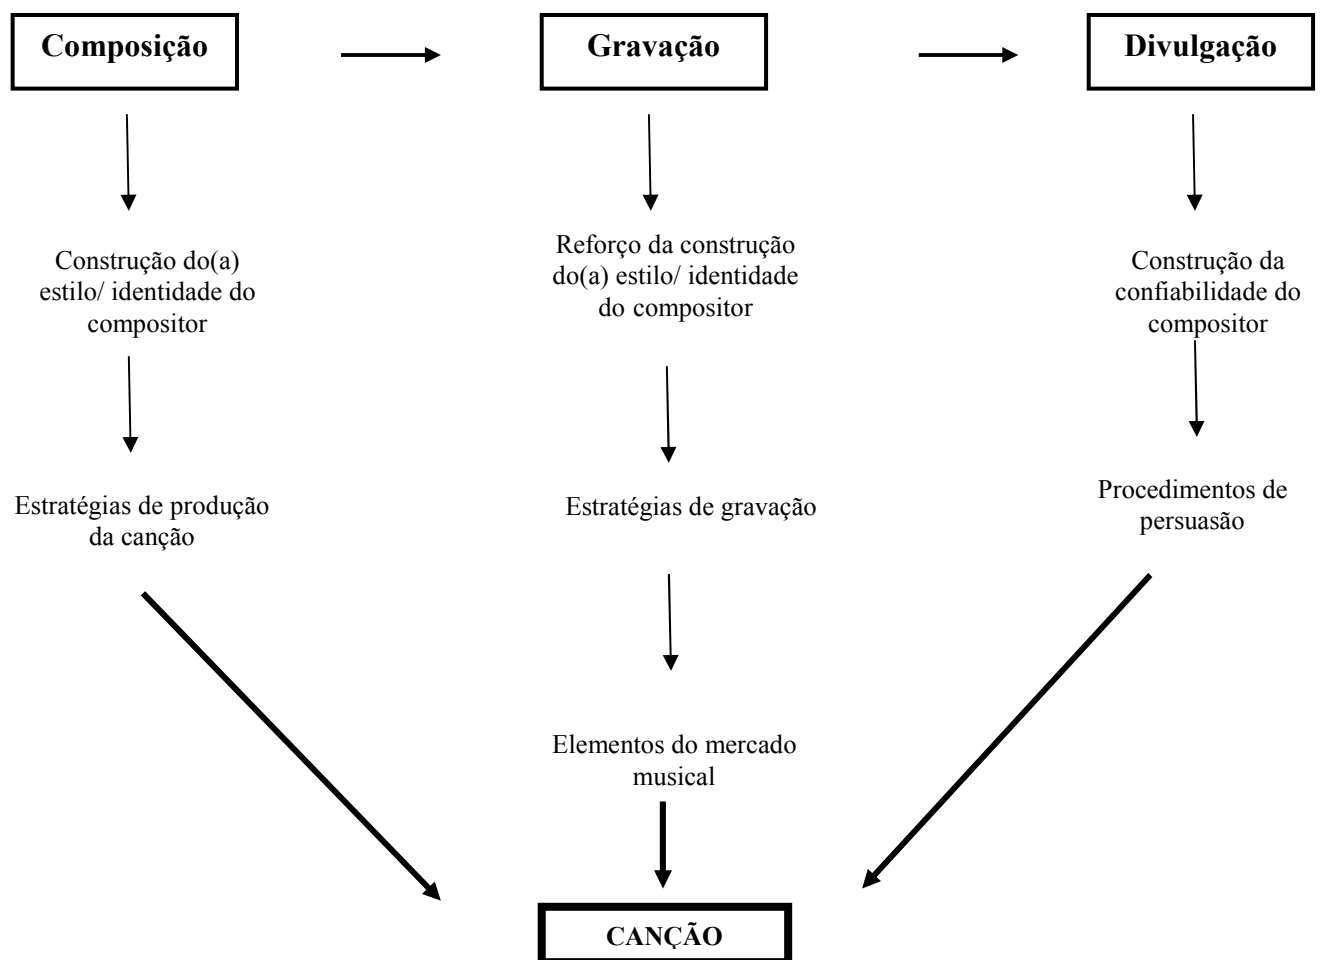 Composição
Gravação
Divulgação
Construção do(a)
estilo/ identidade do
compositor
Reforço da construção
do(a) estilo/ identidade
do compositor
Construção da
confiabilidade do
compositor
Estratégias de produção
da canção
Estratégias de gravação
Procedimentos de
persuasão
Elementos do mercado
musical
CANÇÃO